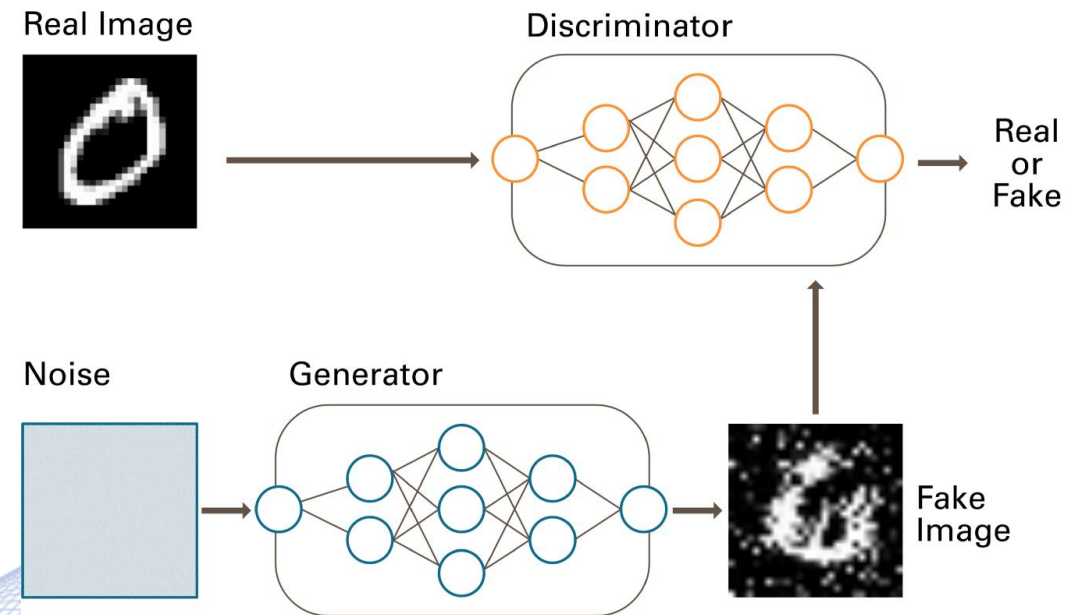 Real Image
Discriminator
Real
or
Fake
Noise
Generator
Fake
Image